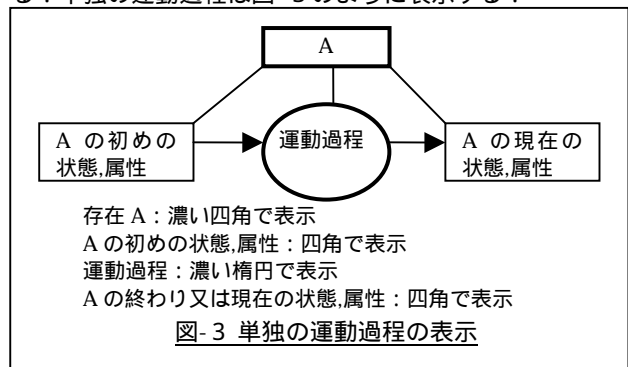 る．単独の運動過程は図-3のように表示する．
A
A の初めの
状態,属性
運動過程
A の現在の
状態,属性
存在 A：濃い四角で表示
A の初めの状態,属性：四角で表示
運動過程：濃い楕円で表示
A の終わり又は現在の状態,属性：四角で表示
図-３ 単独の運動過程の表示